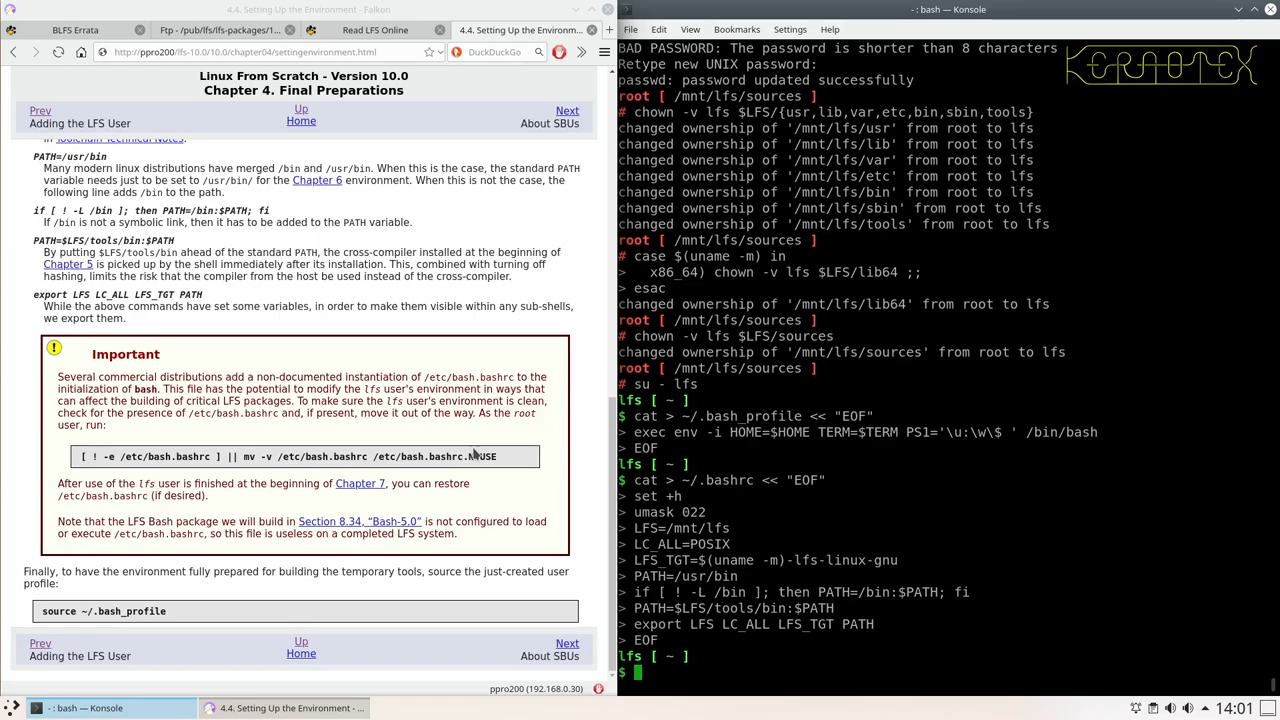 4.4. Setting Up the Environment - Falkon
BLFS Errata
Ftp - /pub/lfs/lfs-packages/1...
Read LFS Online
4.4. Setting Up the Environm...
http://ppro200/lfs-10.0/10.0/chapter04/settingenvironment.html
DuckDuckGo
Linux From Scratch - Version 10.0
Chapter 4. Final Preparations
Prev
Up
Next
Adding the LFS User
Home
About SBUs
in Toolchain Technical Notes.
PATH=/usr/bin
Many modern linux distributions have merged /bin and /usr/bin. When this is the case, the standard PATH
variable needs just to be set to /usr/bin/ for the Chapter 6 environment. When this is not the case, the
following line adds /bin to the path.
if [ ! -L /bin ]; then PATH=/bin:$PATH; fi
If /bin is not a symbolic link, then it has to be added to the PATH variable.
PATH=$LFS/tools/bin:$PATH
By putting $LFS/tools/bin ahead of the standard PATH, the cross-compiler installed at the beginning of
Chapter 5 is picked up by the shell immediately after its installation. This, combined with turning off
hashing, limits the risk that the compiler from the host be used instead of the cross-compiler.
export LFS LC_ALL LFS_TGT PATH
While the above commands have set some variables, in order to make them visible within any sub-shells,
we export them.
Important
Several commercial distributions add a non-documented instantiation of /etc/bash.bashrc to the
initialization of bash. This file has the potential to modify the lfs user's environment in ways that
can affect the building of critical LFS packages. To make sure the lfs user's environment is clean,
check for the presence of /etc/bash.bashrc and, if present, move it out of the way. As the root
user, run:
[ ! -e /etc/bash.bashrc ] || mv -v /etc/bash.bashrc /etc/bash.bashrc.NOUSE
After use of the lfs user is finished at the beginning of Chapter 7, you can restore
/etc/bash.bashrc (if desired).
Note that the LFS Bash package we will build in Section 8.34, “Bash-5.0” is not configured to load
or execute /etc/bash.bashrc, so this file is useless on a completed LFS system.
Finally, to have the environment fully prepared for building the temporary tools, source the just-created user
profile:
source ~/.bash_profile
Prev
Up
Next
Adding the LFS User
Home
About SBUs
ppro200 (192.168.0.30)
- : bash — Konsole
File Edit View Bookmarks Settings Help
KERAOTEX
BAD PASSWORD: The password is shorter than 8 characters
Retype new UNIX password:
passwd: password updated successfully
root [ /mnt/lfs/sources ]
# chown -v lfs $LFS/{usr,lib,var,etc,bin,sbin,tools}
changed ownership of '/mnt/lfs/usr' from root to lfs
changed ownership of '/mnt/lfs/lib' from root to lfs
changed ownership of '/mnt/lfs/var' from root to lfs
changed ownership of '/mnt/lfs/etc' from root to lfs
changed ownership of '/mnt/lfs/bin' from root to lfs
changed ownership of '/mnt/lfs/sbin' from root to lfs
changed ownership of '/mnt/lfs/tools' from root to lfs
root [ /mnt/lfs/sources ]
# case $(uname -m) in
>   x86_64) chown -v lfs $LFS/lib64 ;;
> esac
changed ownership of '/mnt/lfs/lib64' from root to lfs
root [ /mnt/lfs/sources ]
# chown -v lfs $LFS/sources
changed ownership of '/mnt/lfs/sources' from root to lfs
root [ /mnt/lfs/sources ]
# su - lfs
lfs [ ~ ]
$ cat > ~/.bash_profile << "EOF"
> exec env -i HOME=$HOME TERM=$TERM PS1='\u:\w\$ ' /bin/bash
> EOF
lfs [ ~ ]
$ cat > ~/.bashrc << "EOF"
> set +h
> umask 022
> LFS=/mnt/lfs
> LC_ALL=POSIX
> LFS_TGT=$(uname -m)-lfs-linux-gnu
> PATH=/usr/bin
> if [ ! -L /bin ]; then PATH=/bin:$PATH; fi
> PATH=$LFS/tools/bin:$PATH
> export LFS LC_ALL LFS_TGT PATH
> EOF
lfs [ ~ ]
$
- : bash — Konsole
4.4. Setting Up the Environment - ...
14:01